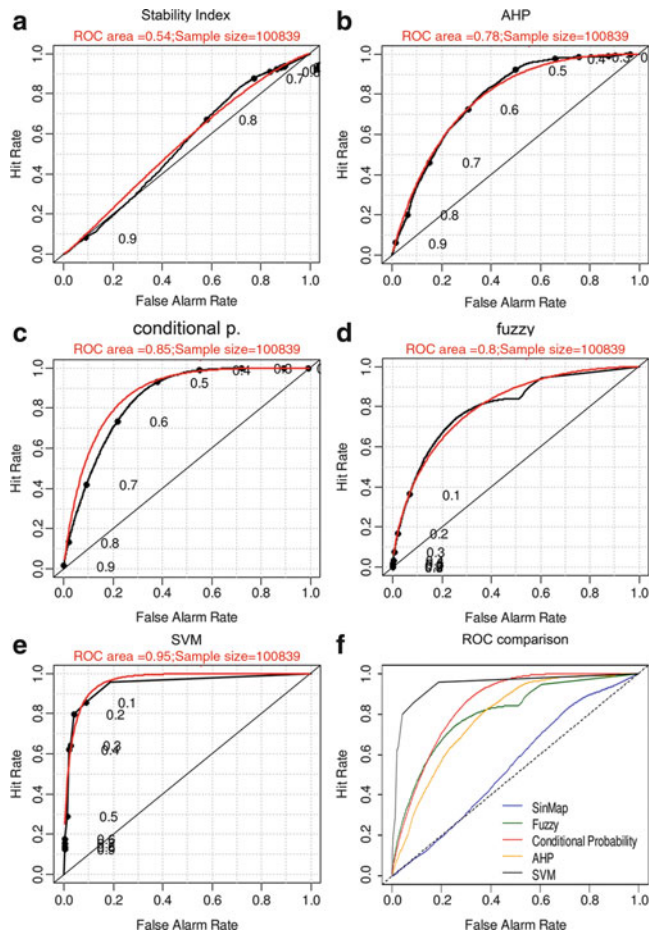 a
Stability Index
ROC area =0.54;Sample size=100839
Hit Rate
0.0 0.2 0.4 0.6 0.8 1.0
0.9
0.8
0.7
0.0 0.2 0.4 0.6 0.8 1.0
False Alarm Rate
b
AHP
ROC area =0.78;Sample size=100839
Hit Rate
0.0 0.2 0.4 0.6 0.8 1.0
0.9
0.8
0.7
0.6
0.5
0.4
0.3
0.0 0.2 0.4 0.6 0.8 1.0
False Alarm Rate
c
conditional p.
ROC area =0.85;Sample size=100839
Hit Rate
0.0 0.2 0.4 0.6 0.8 1.0
0.9
0.8
0.7
0.6
0.5
0.4
0.3
0.0 0.2 0.4 0.6 0.8 1.0
False Alarm Rate
d
fuzzy
ROC area =0.8;Sample size=100839
Hit Rate
0.0 0.2 0.4 0.6 0.8 1.0
0.1
0.2
0.3
0.0 0.2 0.4 0.6 0.8 1.0
False Alarm Rate
e
SVM
ROC area =0.95;Sample size=100839
Hit Rate
0.0 0.2 0.4 0.6 0.8 1.0
0.1
0.2
0.3
0.4
0.5
0.0 0.2 0.4 0.6 0.8 1.0
False Alarm Rate
f
ROC comparison
Hit Rate
0.0 0.2 0.4 0.6 0.8 1.0
SinMap
Fuzzy
Conditional Probability
AHP
SVM
0.0 0.2 0.4 0.6 0.8 1.0
False Alarm Rate